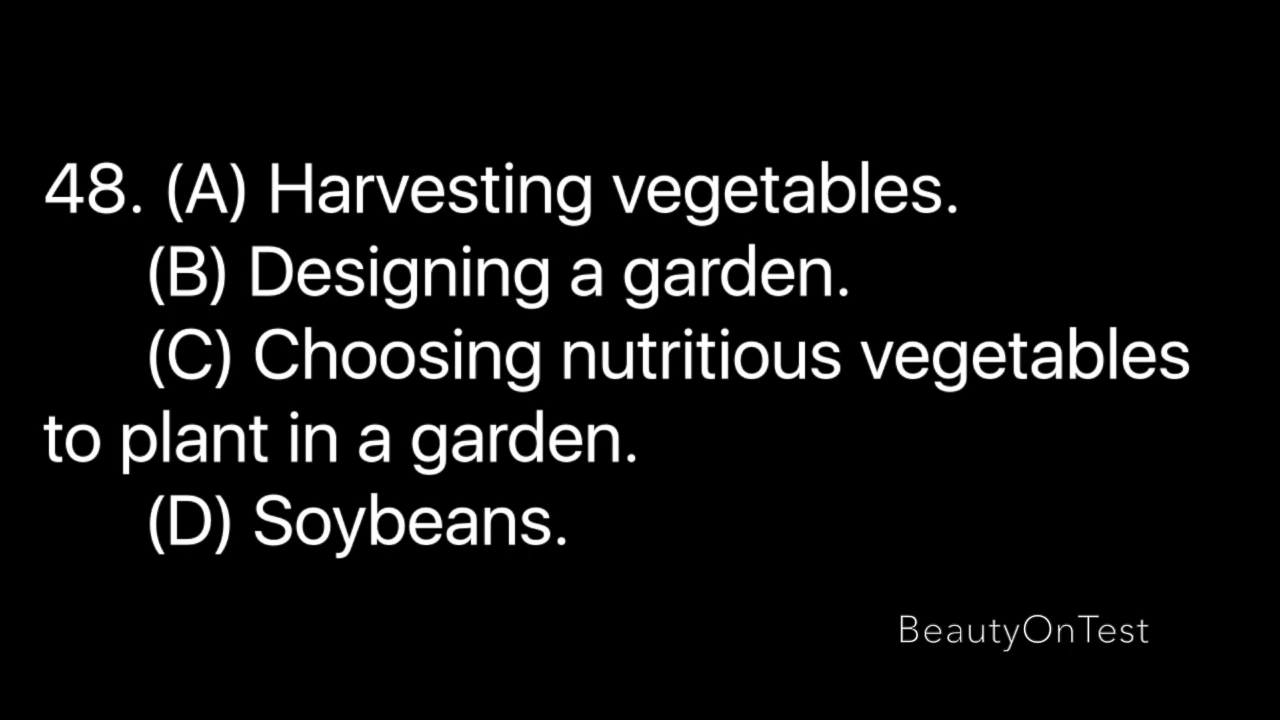 48. (A) Harvesting vegetables.
(B) Designing a garden.
(C) Choosing nutritious vegetables
to plant in a garden.
(D) Soybeans.
BeautyOnTest